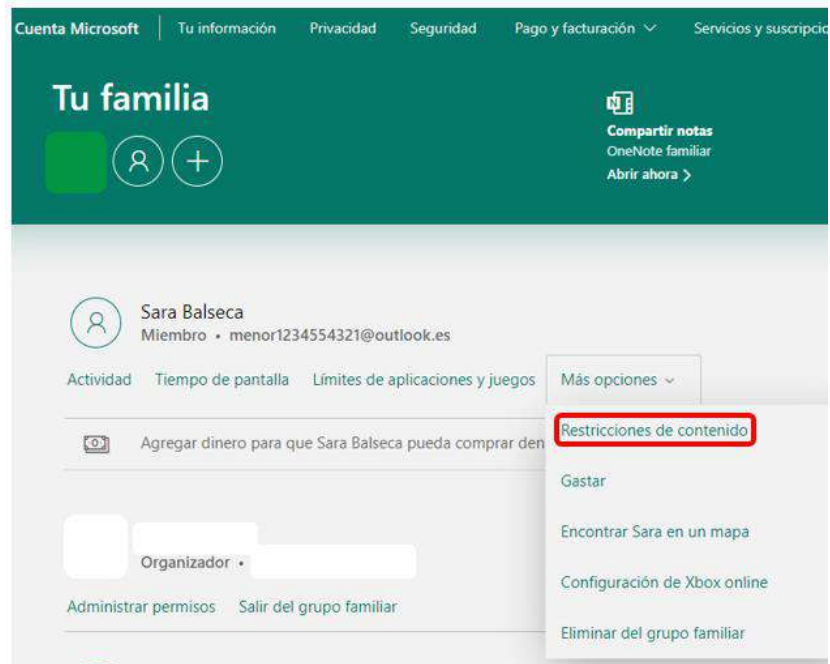 Cuenta Microsoft Tu información Privacidad Seguridad Pago y facturación Servicios y suscripcio
Tu familia
Compartir notas
OneNote familiar
Abrir ahora
Sara Balseca
Miembro • menor1234554321@outlook.es
Actividad Tiempo de pantalla Límites de aplicaciones y juegos Más opciones
Agregar dinero para que Sara Balseca pueda comprar den
Restricciones de contenido
Gastar
Encontrar Sara en un mapa
Configuración de Xbox online
Eliminar del grupo familiar
Organizador •
Administrar permisos Salir del grupo familiar